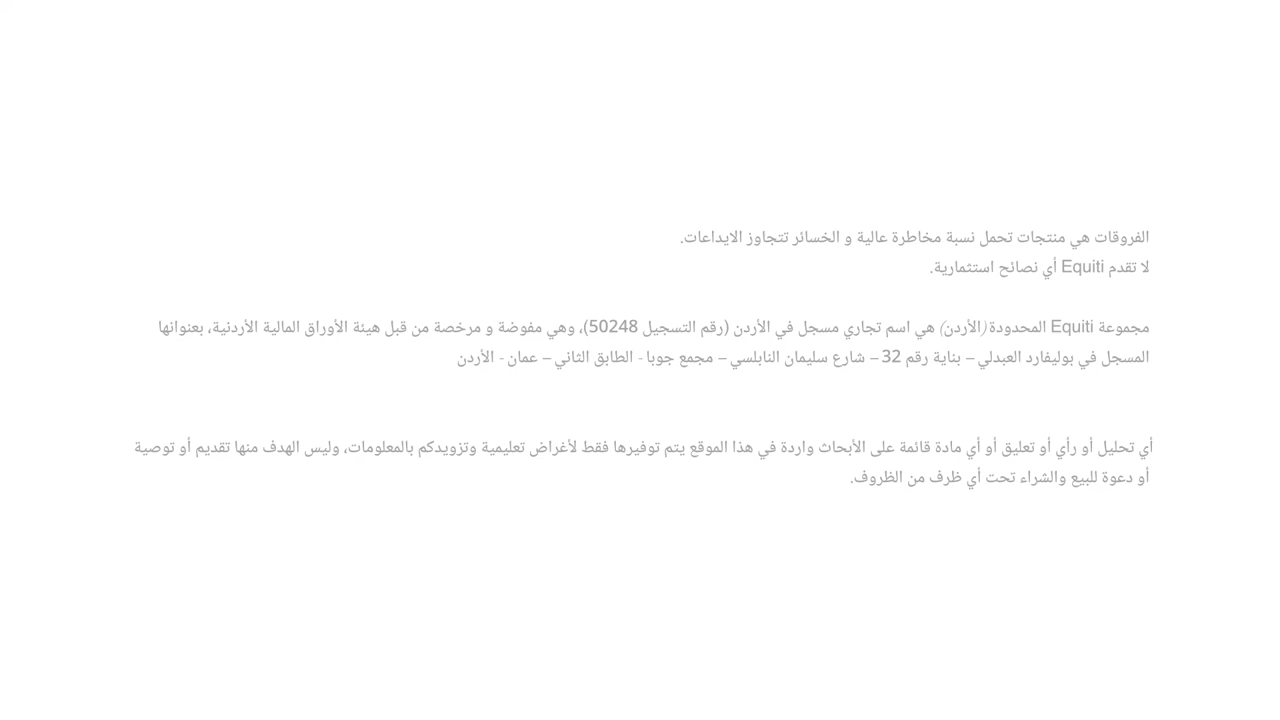 الفروقات هي منتجات تحمل نسبة مخاطرة عالية و الخسائر تتجاوز الايداعات.
لا تقدم Equiti أي نصائح استثمارية.
مجموعة Equiti المحدودة (الأردن) هي اسم تجاري مسجل في الأردن (رقم التسجيل 50248)، وهي مفوضة و مرخصة من قبل هيئة الأوراق المالية الأردنية، بعنوانها
المسجل في بوليفارد العبدلي – بناية رقم 32 – شارع سليمان النابلسي – مجمع جوبا - الطابق الثاني – عمان - الأردن
أي تحليل أو رأي أو تعليق أو أي مادة قائمة على الأبحاث واردة في هذا الموقع يتم توفيرها فقط لأغراض تعليمية وتزويدكم بالمعلومات، وليس الهدف منها تقديم أو توصية
أو دعوة للبيع والشراء تحت أي ظرف من الظروف.